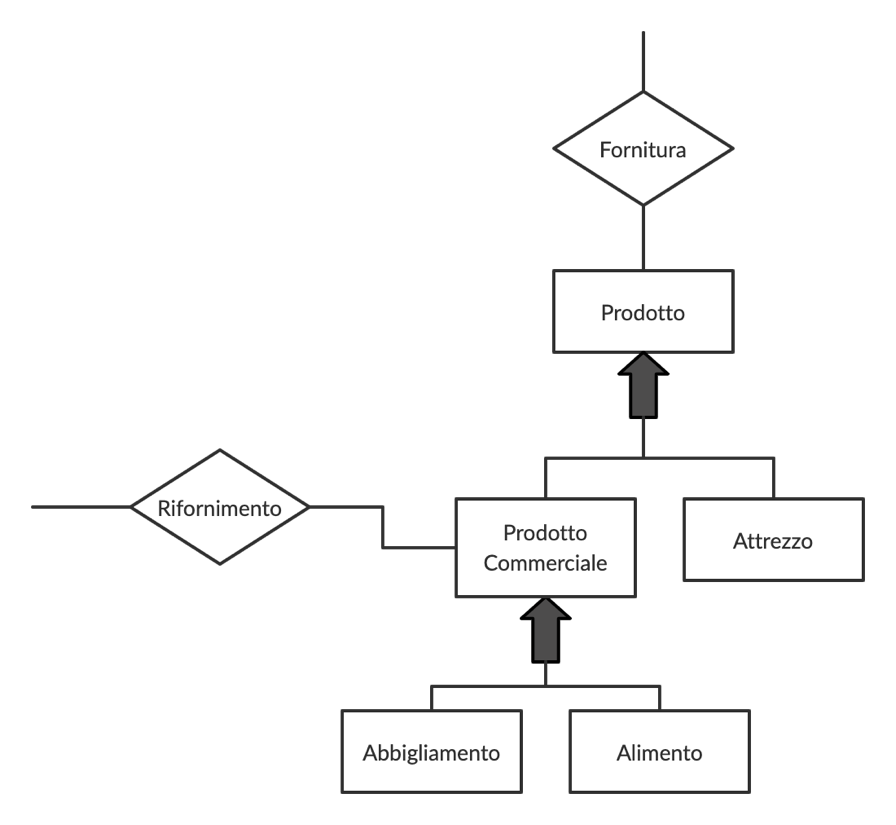 Fornitura
Prodotto
Rifornimento
Prodotto
Commerciale
Attrezzo
Abbigliamento
Alimento